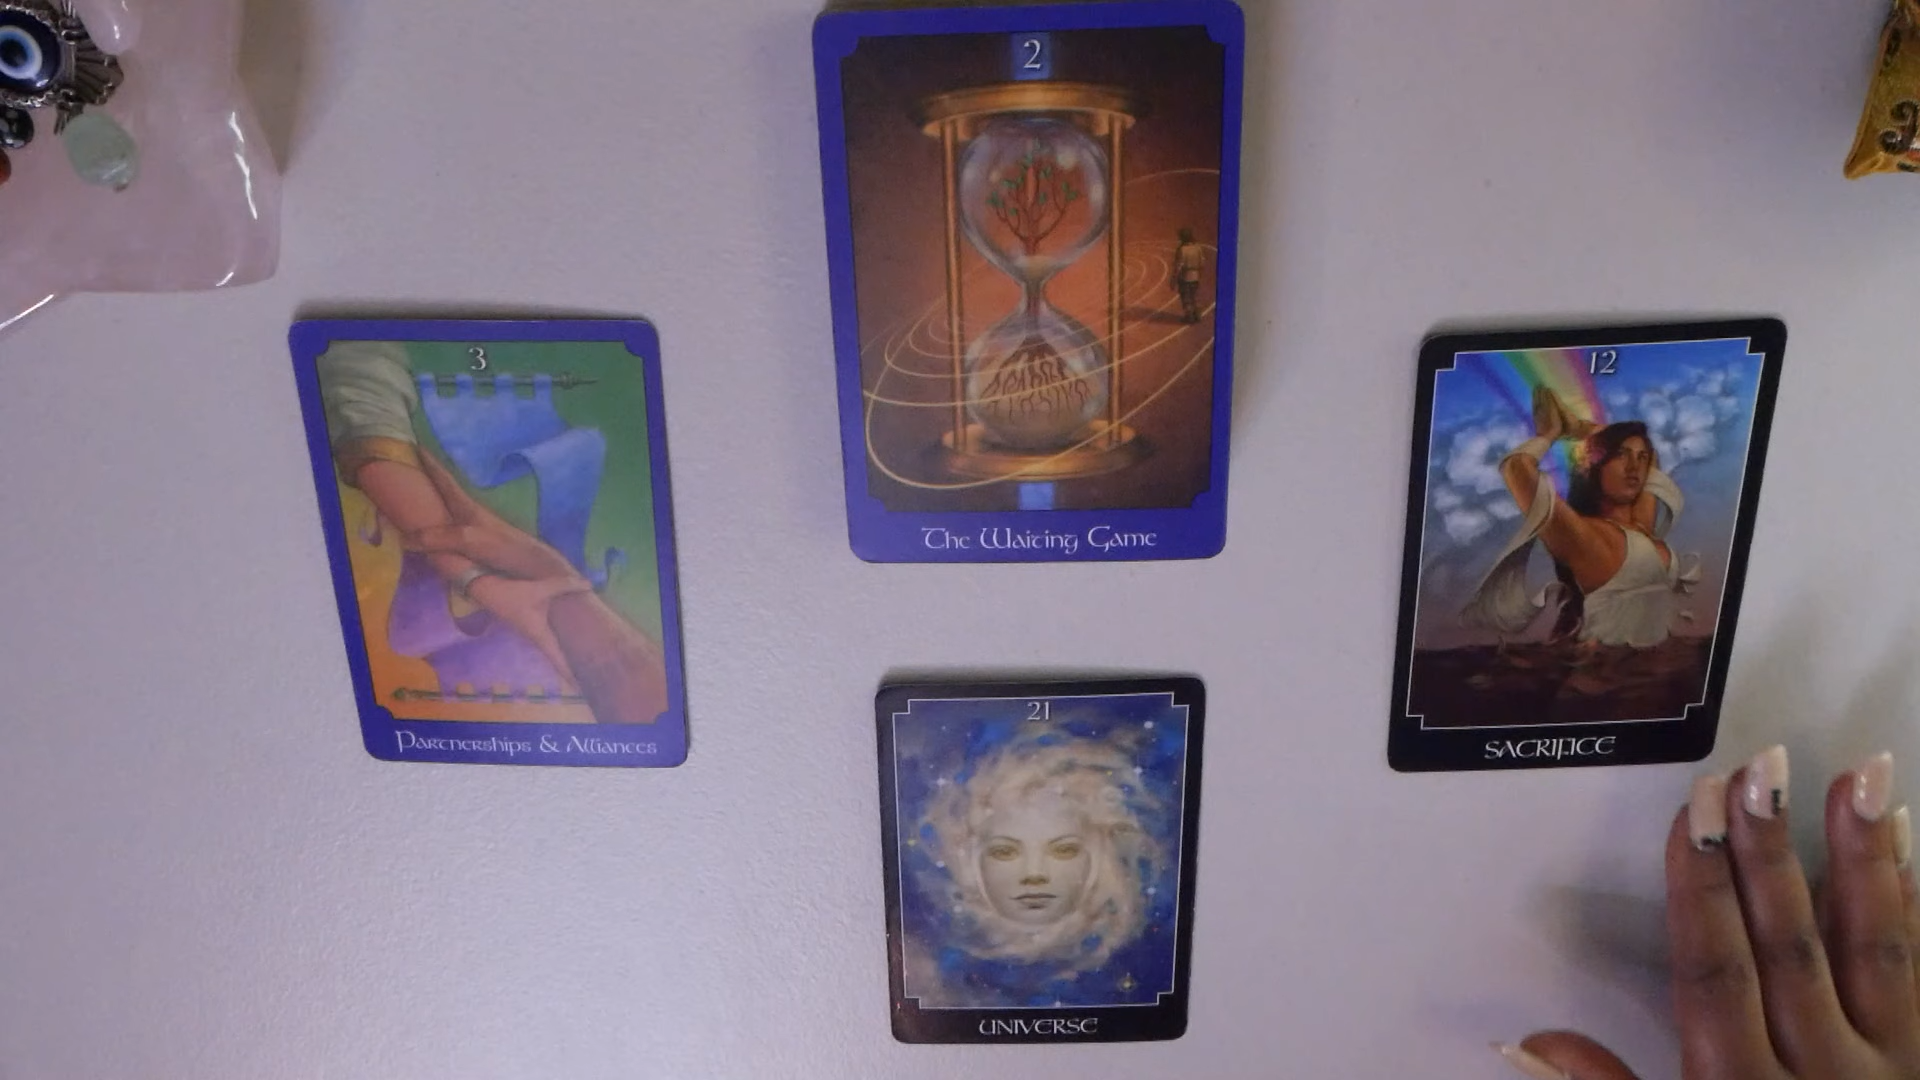 2
The Waiting Game
3
Partnerships & Alliances
12
SACRIFICE
21
UNIVERSE